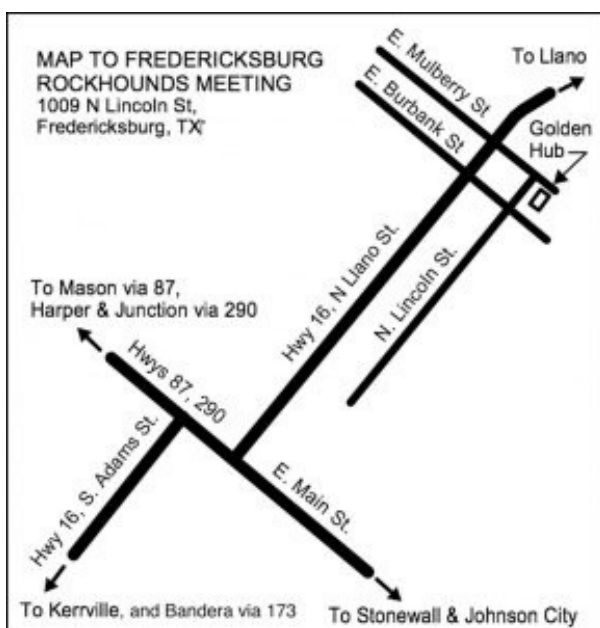 MAP TO FREDERICKSBURG
ROCKHOUNDS MEETING
1009 N Lincoln St,
Fredericksburg, TX
E. Mulberry St
E. Burbank St
To Llano
Golden
Hub
Hwy 16, N Llano St.
N. Lincoln St.
To Mason via 87,
Harper & Junction via 290
Hwys 87, 290
Hwy 16, S. Adams St.
E. Main St.
To Kerrville, and Bandera via 173
To Stonewall & Johnson City